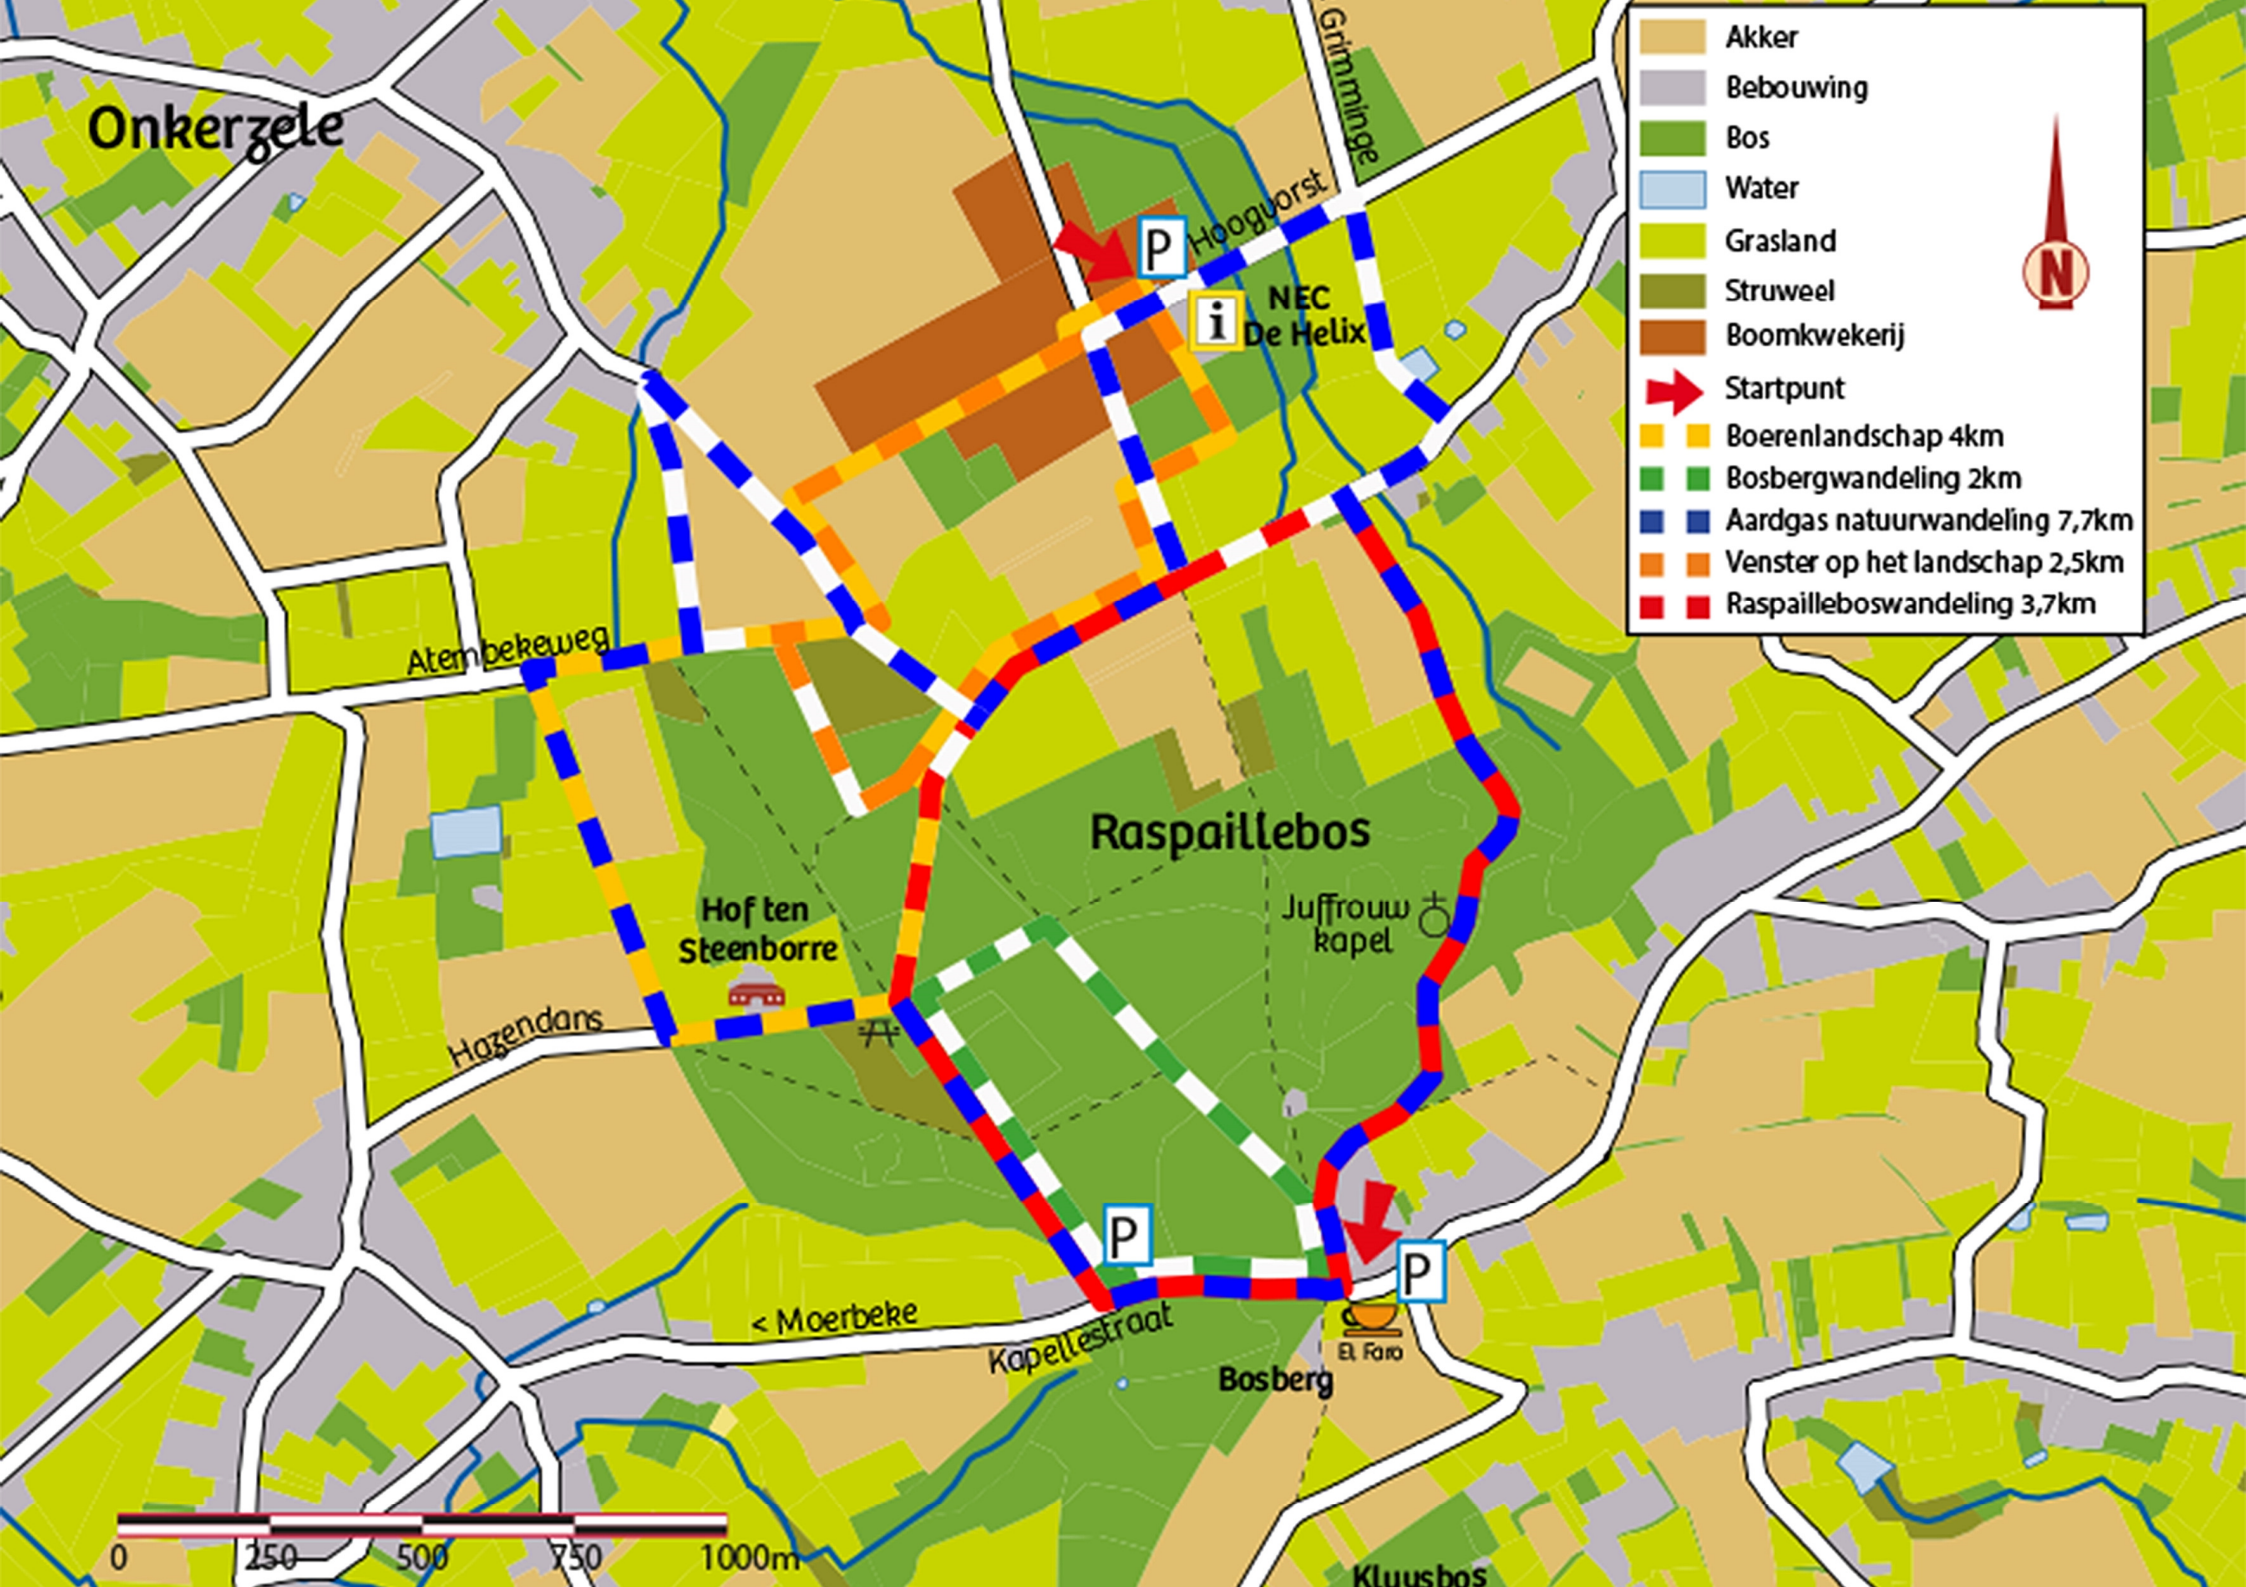 Onkerzele
Grimminge
Hoogvorst
P
i
NEC
De Helix
Akker
Bebouwing
Bos
Water
Grasland
Struweel
Boomkwekerij
Startpunt
Boerenlandschap 4km
Bosbergwandeling 2km
Aardgas natuurwandeling 7,7km
Venster op het landschap 2,5km
Raspailleboswandeling 3,7km
N
Atembekeweg
Raspaillebos
Hof ten
Steenborre
Juffrouw
kapel
Hazendans
P
P
< Moerbeke
Kapellestraat
El Faro
Bosberg
0 250 500 750 1000m
Kluysbos